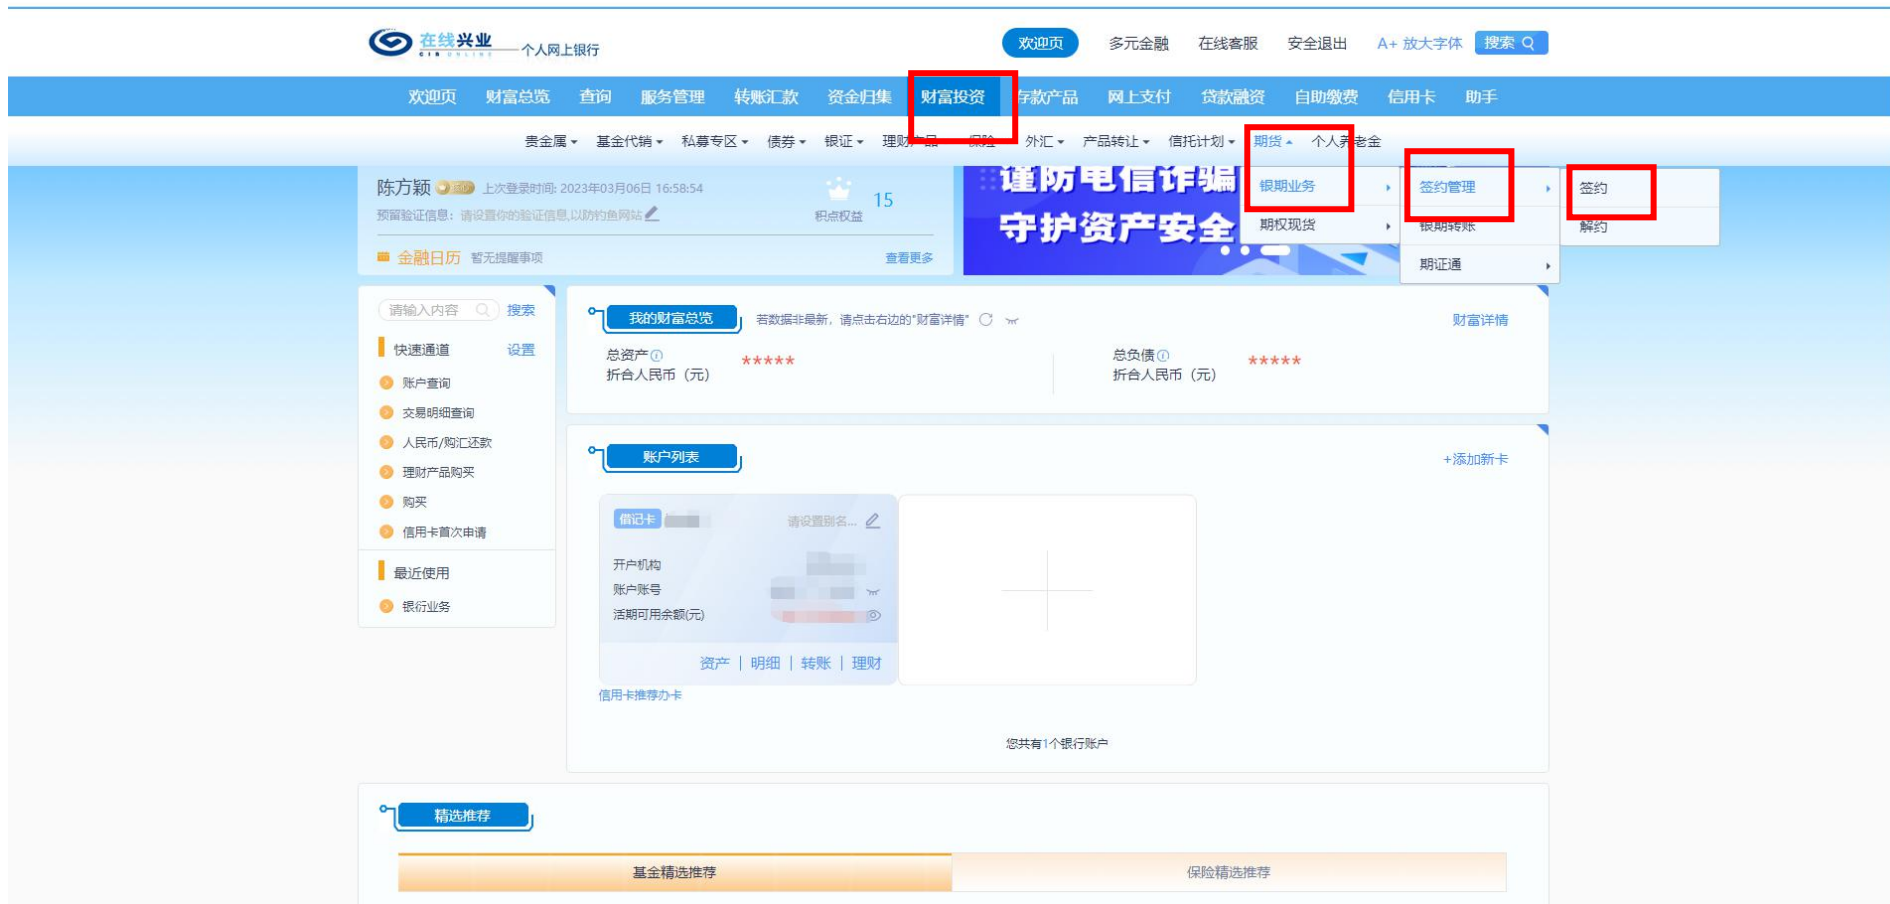 在线兴业
CIB ONLINE
个人网上银行
欢迎页 多元金融 在线客服 安全退出 A+ 放大字体 搜索
欢迎页 财富总览 查询 服务管理 转账汇款 资金归集 财富投资 存款产品 网上支付 贷款融资 自助缴费 信用卡 助手
贵金属 基金代销 私募专区 债券 银证 理财产品 保险 外汇 产品转让 信托计划 期货 个人养老金
陈方颖 上次登录时间: 2023年03月06日 16:58:54
预留验证信息: 请设置你的验证信息,以防钓鱼网站
15
积点权益
金融日历 暂无提醒事项 查看更多
谨防电信诈骗
守护资产安全
银期业务
期权现货
签约管理
银期转账
期证通
签约
解约
请输入内容 搜索
快速通道 设置
账户查询
交易明细查询
人民币/购汇还款
理财产品购买
购买
信用卡首次申请
最近使用
银衍业务
我的财富总览 若数据非最新，请点击右边的"财富详情" 财富详情
总资产
折合人民币（元） *****
总负债
折合人民币（元） *****
账户列表 +添加新卡
借记卡 请设置别名...
开户机构
账户账号
活期可用余额(元)
资产 | 明细 | 转账 | 理财
信用卡推荐办卡
您共有1个银行账户
精选推荐
基金精选推荐 保险精选推荐